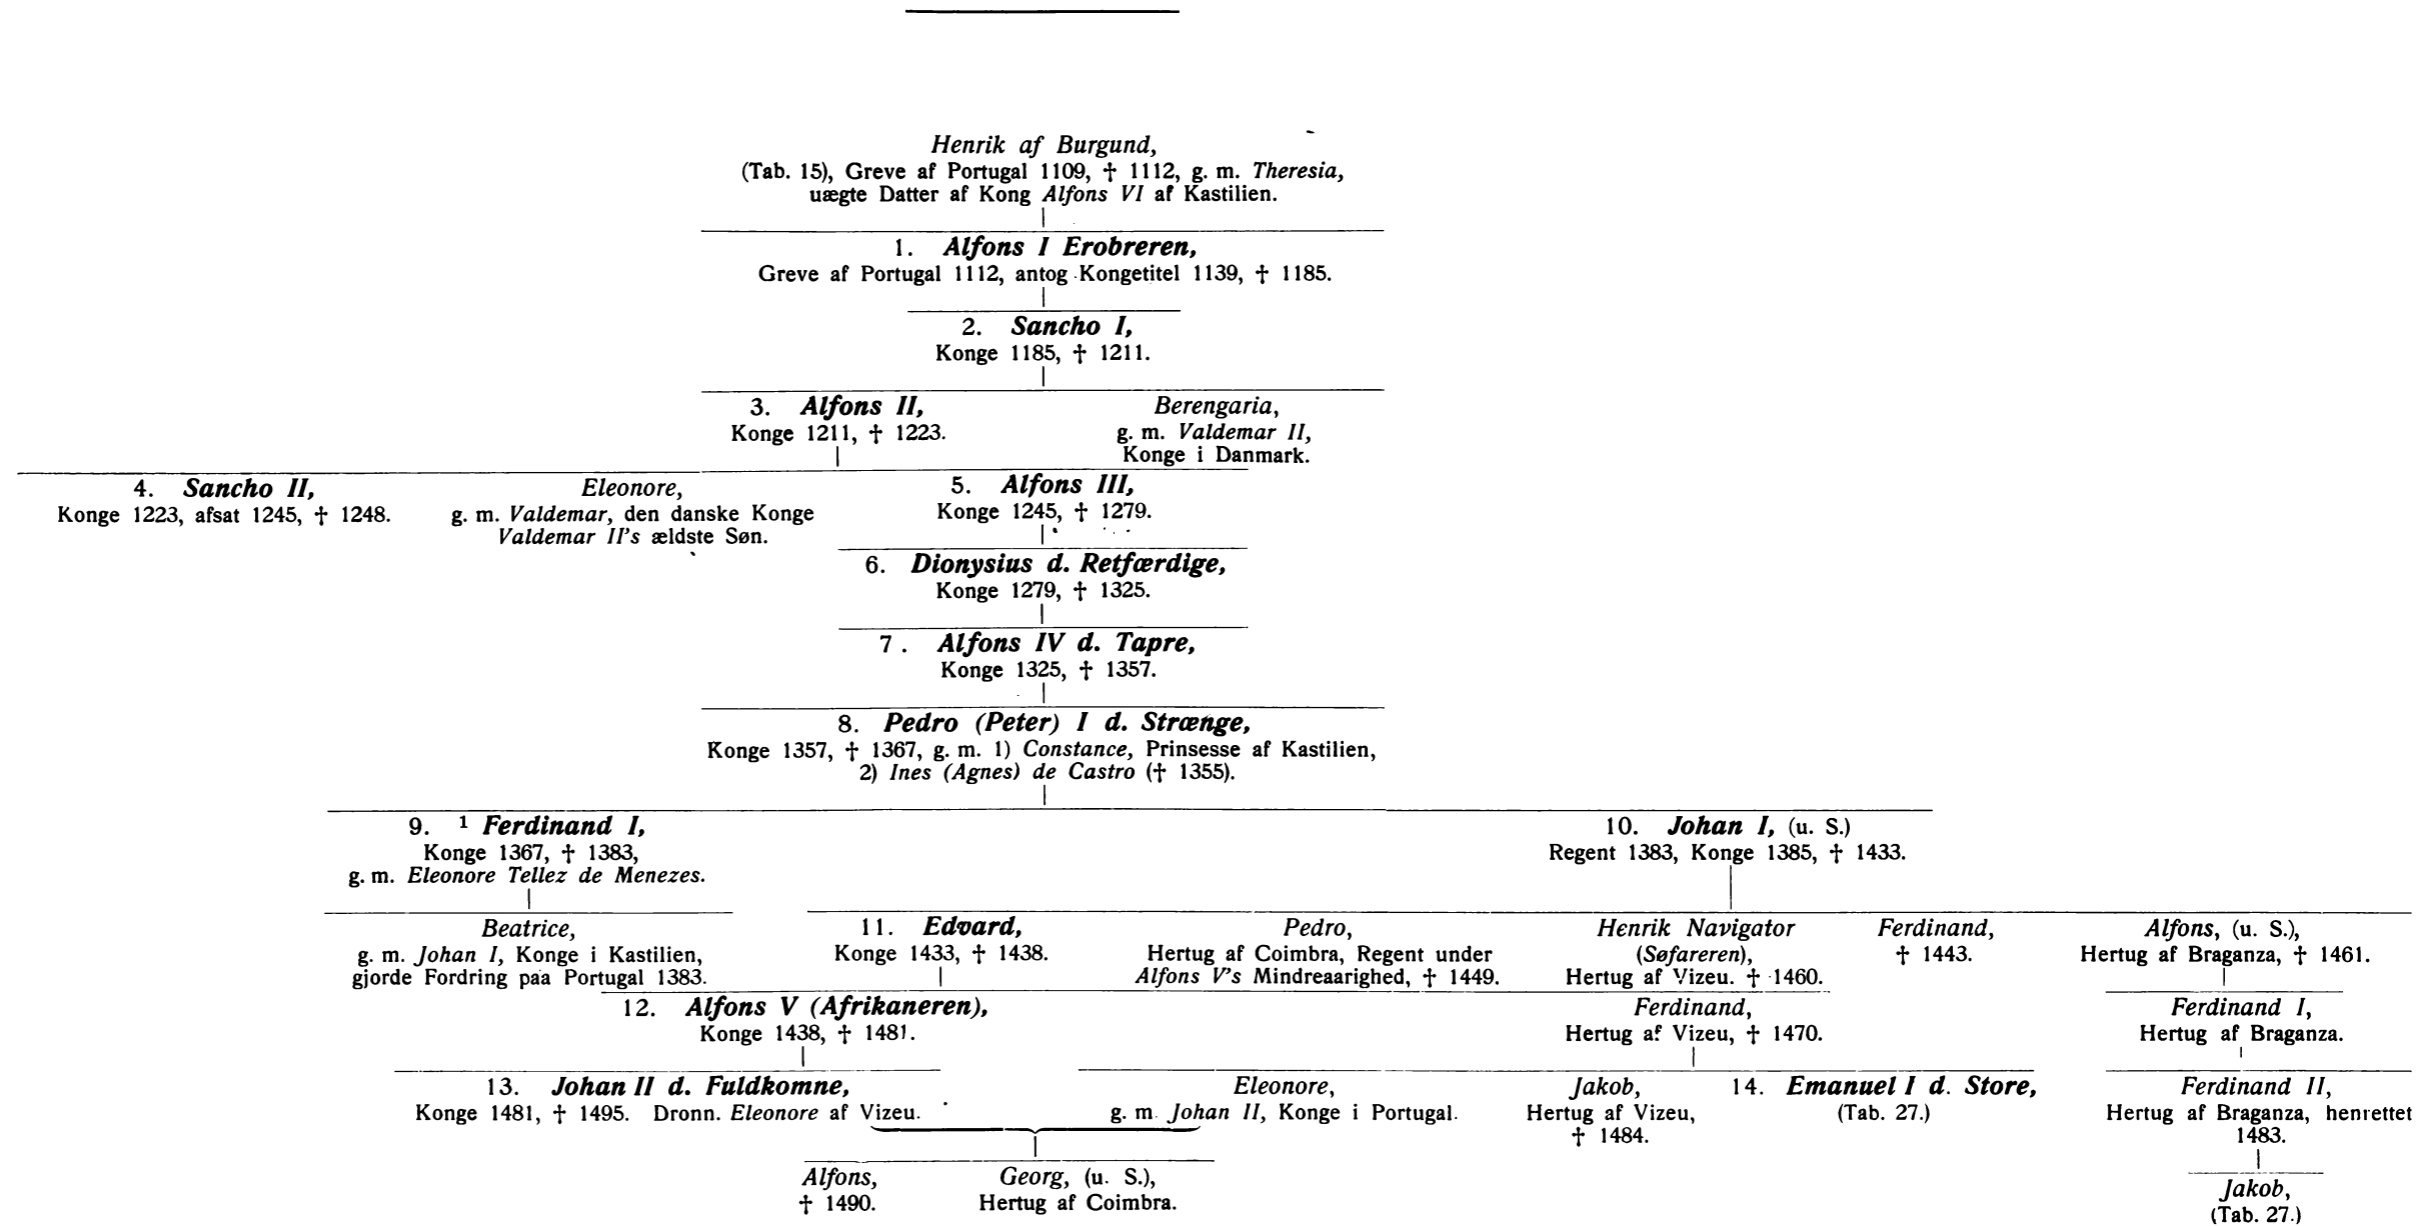 Henrik af Burgund,
(Tab. 15), Greve af Portugal 1109, † 1112, g. m. Theresia,
uægte Datter af Kong Alfons VI af Kastilien.
1. Alfons I Erobreren,
Greve af Portugal 1112, antog Kongetitel 1139, † 1185.
2. Sancho I,
Konge 1185, † 1211.
3. Alfons II,
Konge 1211, † 1223.
Berengaria,
g. m. Valdemar II,
Konge i Danmark.
4. Sancho II,
Konge 1223, afsat 1245, † 1248.
Eleonore,
g. m. Valdemar, den danske Konge
Valdemar II's ældste Søn.
5. Alfons III,
Konge 1245, † 1279.
6. Dionysius d. Retfærdige,
Konge 1279, † 1325.
7. Alfons IV d. Tapre,
Konge 1325, † 1357.
8. Pedro (Peter) I d. Strænge,
Konge 1357, † 1367, g. m. 1) Constance, Prinsesse af Kastilien,
2) Ines (Agnes) de Castro († 1355).
9. ¹ Ferdinand I,
Konge 1367, † 1383,
g. m. Eleonore Tellez de Menezes.
10. Johan I, (u. S.)
Regent 1383, Konge 1385, † 1433.
Beatrice,
g. m. Johan I, Konge i Kastilien,
gjorde Fordring paa Portugal 1383.
11. Edvard,
Konge 1433, † 1438.
Pedro,
Hertug af Coimbra, Regent under
Alfons V's Mindreaarighed, † 1449.
Henrik Navigator
(Søfareren),
Hertug af Vizeu. † 1460.
Ferdinand,
† 1443.
Alfons, (u. S.),
Hertug af Braganza, † 1461.
12. Alfons V (Afrikaneren),
Konge 1438, † 1481.
Ferdinand,
Hertug af Vizeu, † 1470.
Ferdinand I,
Hertug af Braganza.
13. Johan II d. Fuldkomne,
Konge 1481, † 1495. Dronn. Eleonore af Vizeu.
Eleonore,
g. m. Johan II, Konge i Portugal.
Jakob,
Hertug af Vizeu,
† 1484.
14. Emanuel I d. Store,
(Tab. 27.)
Ferdinand II,
Hertug af Braganza, henrettet
1483.
Alfons,
† 1490.
Georg, (u. S.),
Hertug af Coimbra.
Jakob,
(Tab. 27.)